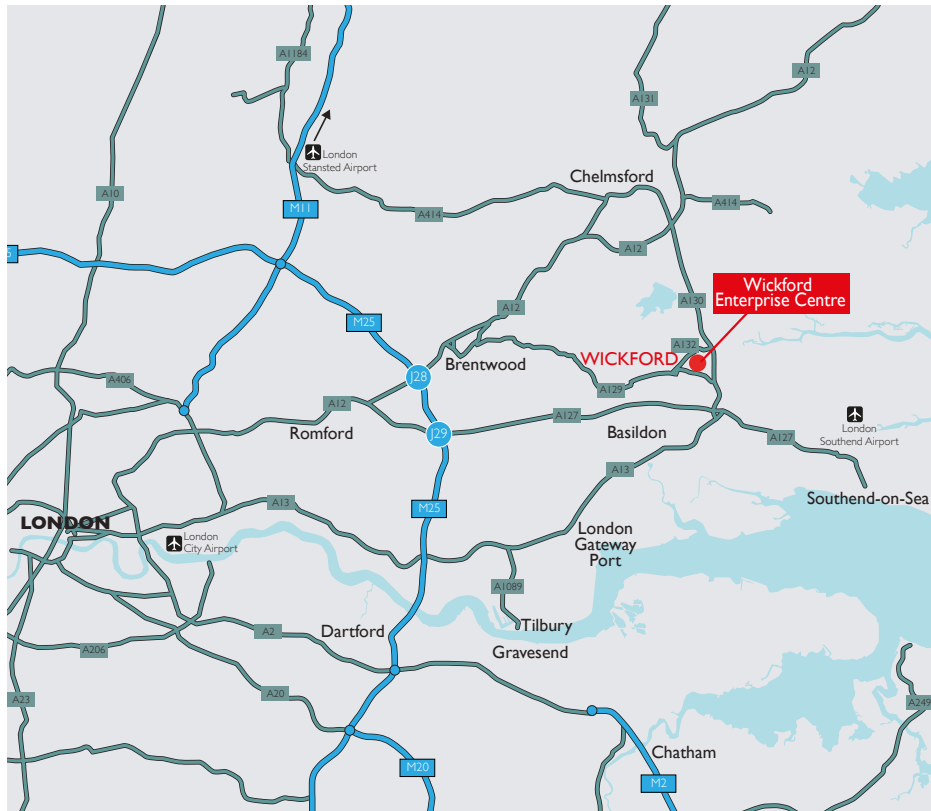 A1184
A12
A131
London
Stansted Airport
Chelmsford
A10
M11
A414
A414
A12
5
Wickford
Enterprise Centre
A130
A12
M25
A132
WICKFORD
Brentwood
J28
A406
A129
A12
A127
Romford
J29
Basildon
London
Southend Airport
A127
A13
Southend-on-Sea
A13
M25
LONDON
London
City Airport
London
Gateway
Port
A1089
Tilbury
Dartford
A2
Gravesend
A206
A20
A23
A249
Chatham
M20
M2